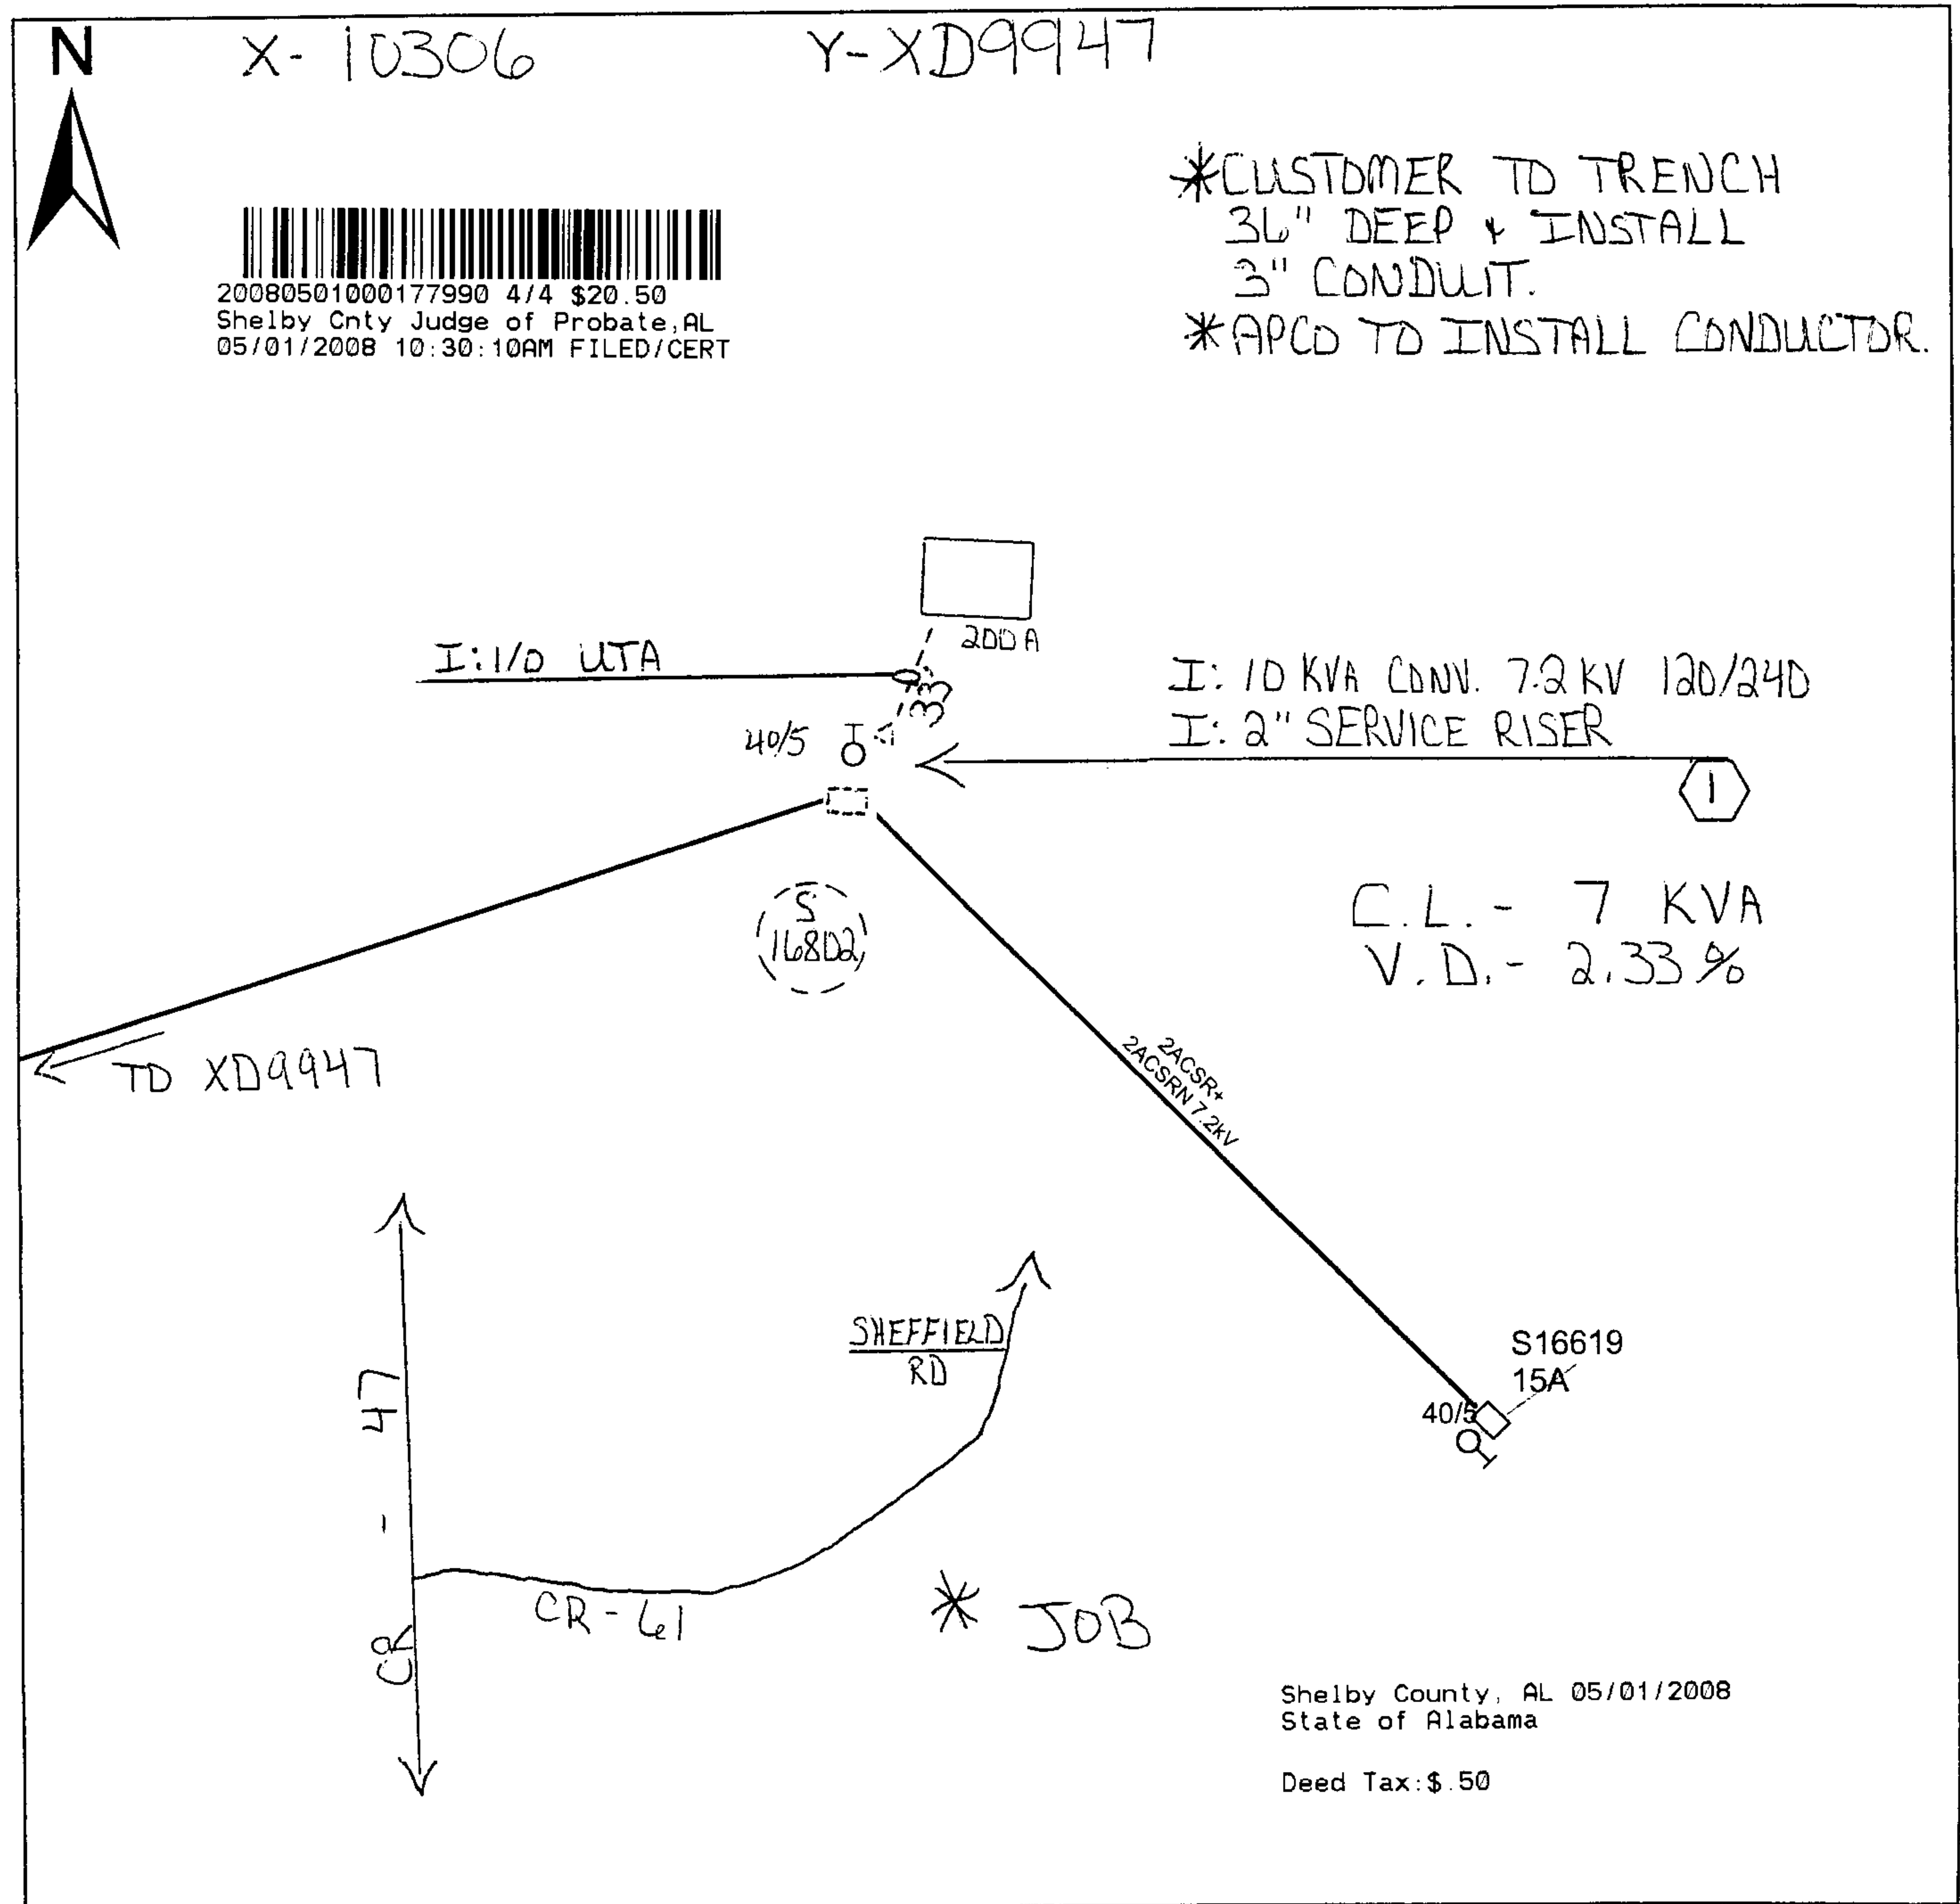 N
X- 10306
Y-XD9947
*CUSTOMER TO TRENCH
36" DEEP & INSTALL
3" CONDUIT.
*APCO TO INSTALL CONDUCTOR.
20080501000177990 4/4 $20.50
Shelby Cnty Judge of Probate,AL
05/01/2008 10:30:10AM FILED/CERT
200A
I: 1/0 UTA
33'
I: 10 KVA CONV. 7.2 KV 120/240
I: 2" SERVICE RISER
40/5
1
S
16802
C.L. - 7 KVA
V.D. - 2.33 %
TO XD9947
2ACSR+
2ACSRN 7.2kV
SHEFFIELD
RD
S16619
15A
40/5
47
CR-61
* JOB
Shelby County, AL 05/01/2008
State of Alabama
Deed Tax:$.50